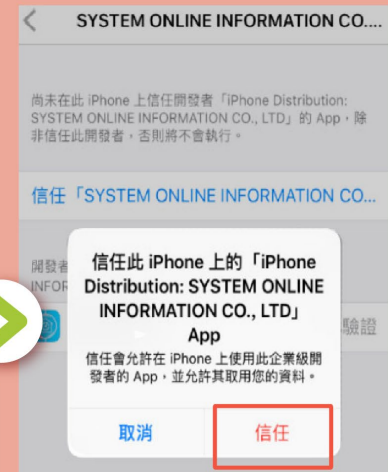 SYSTEM ONLINE INFORMATION CO....
尚未在此 iPhone 上信任開發者「iPhone Distribution:
SYSTEM ONLINE INFORMATION CO., LTD」的 App，除
非信任此開發者，否則將不會執行。
信任「SYSTEM ONLINE INFORMATION CO...
開發者
INFOR
信任此 iPhone 上的「iPhone
Distribution: SYSTEM ONLINE
INFORMATION CO., LTD」
App
信任會允許在 iPhone 上使用此企業級開
發者的 App，並允許其取用您的資料。
驗證
取消
信任